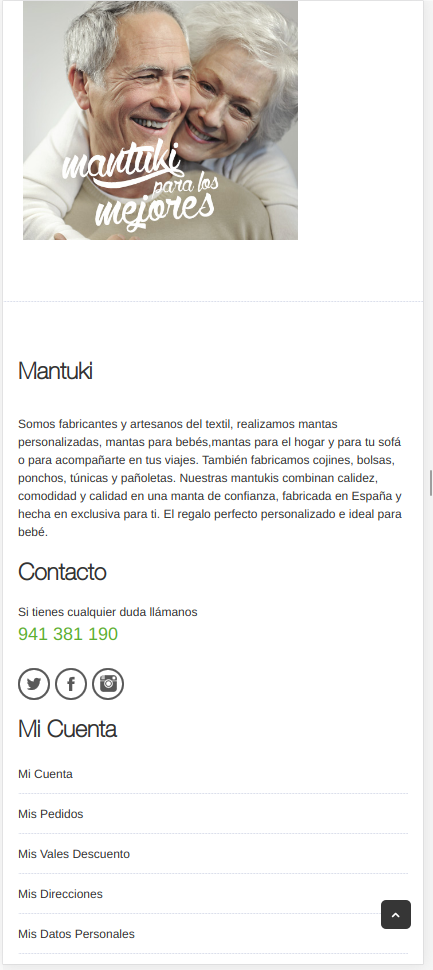 mantuki
para los
mejores
Mantuki
Somos fabricantes y artesanos del textil, realizamos mantas
personalizadas, mantas para bebés,mantas para el hogar y para tu sofá
o para acompañarte en tus viajes. También fabricamos cojines, bolsas,
ponchos, túnicas y pañoletas. Nuestras mantukis combinan calidez,
comodidad y calidad en una manta de confianza, fabricada en España y
hecha en exclusiva para ti. El regalo perfecto personalizado e ideal para
bebé.
Contacto
Si tienes cualquier duda llámanos
941 381 190
Mi Cuenta
Mi Cuenta
Mis Pedidos
Mis Vales Descuento
Mis Direcciones
Mis Datos Personales